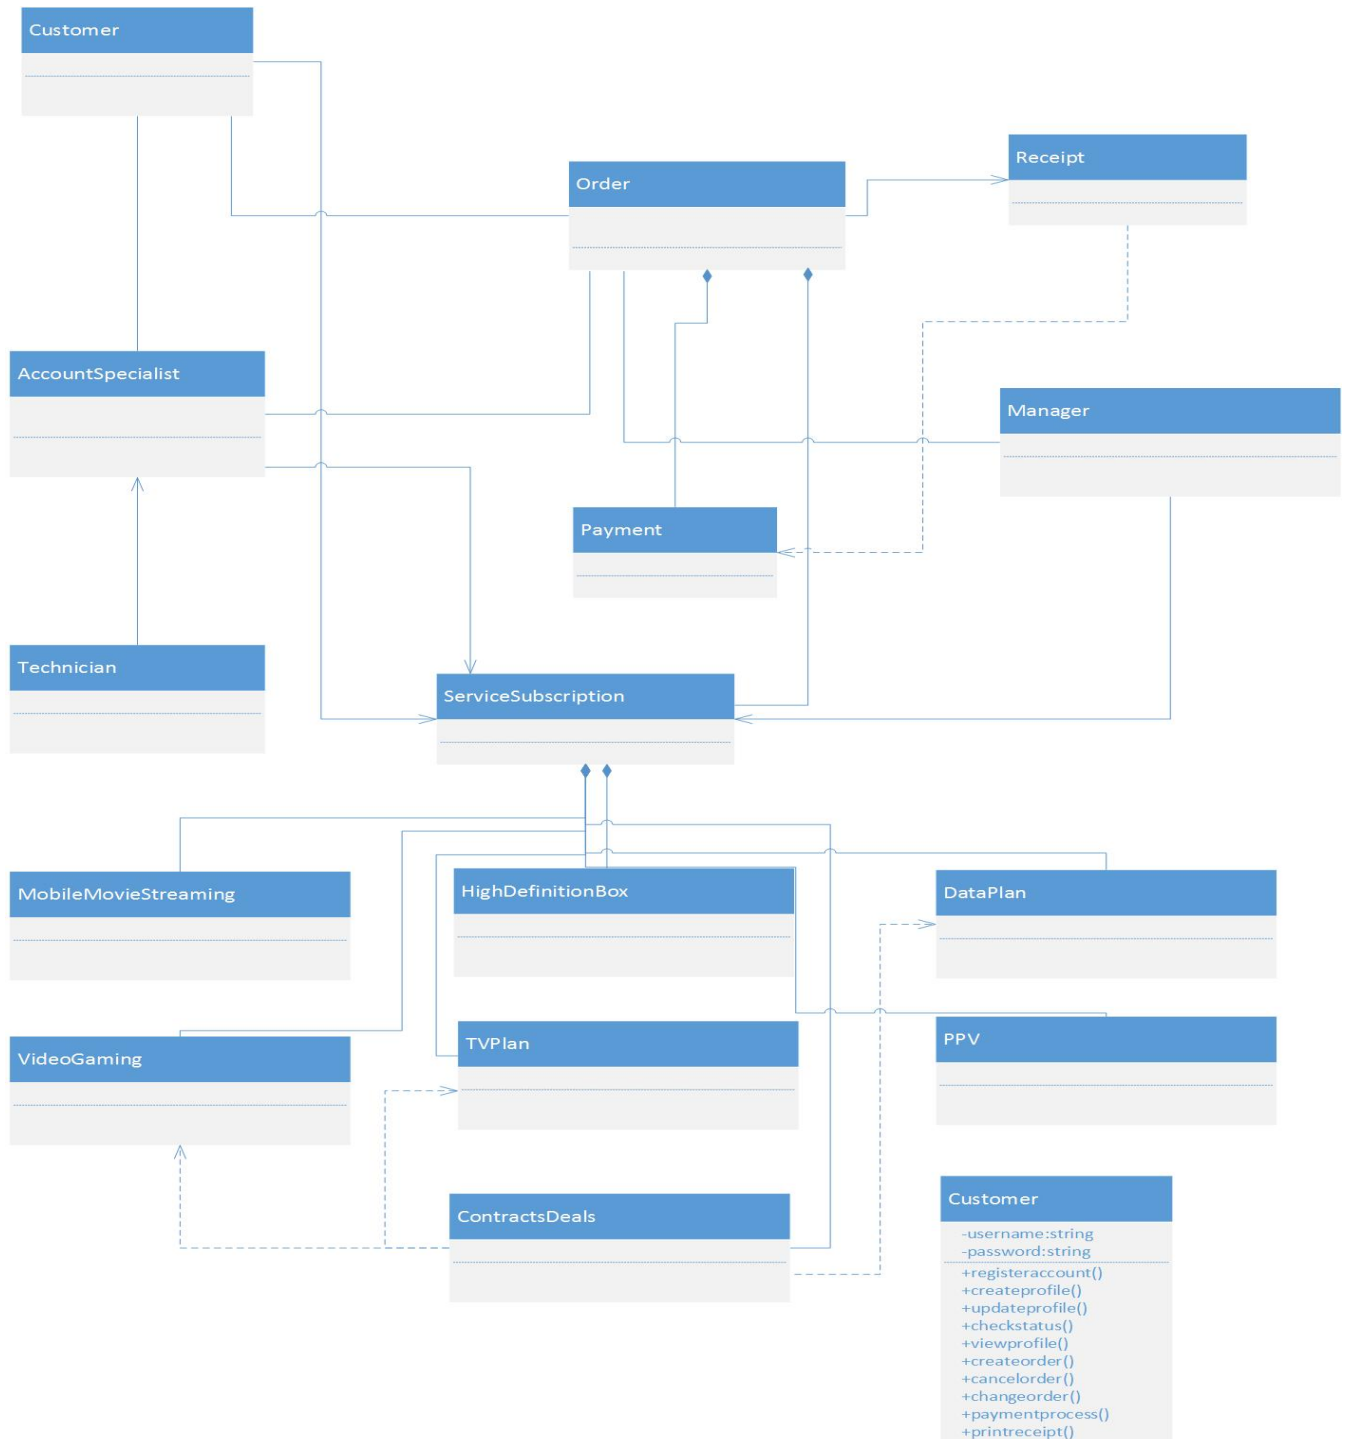 Customer
Order
Receipt
AccountSpecialist
Manager
Payment
Technician
ServiceSubscription
MobileMovieStreaming
HighDefinitionBox
DataPlan
VideoGaming
TVPlan
PPV
ContractsDeals
Customer
-username:string
-password:string
+registeraccount()
+createprofile()
+updateprofile()
+checkstatus()
+viewprofile()
+createorder()
+cancelorder()
+changeorder()
+paymentprocess()
+printreceipt()